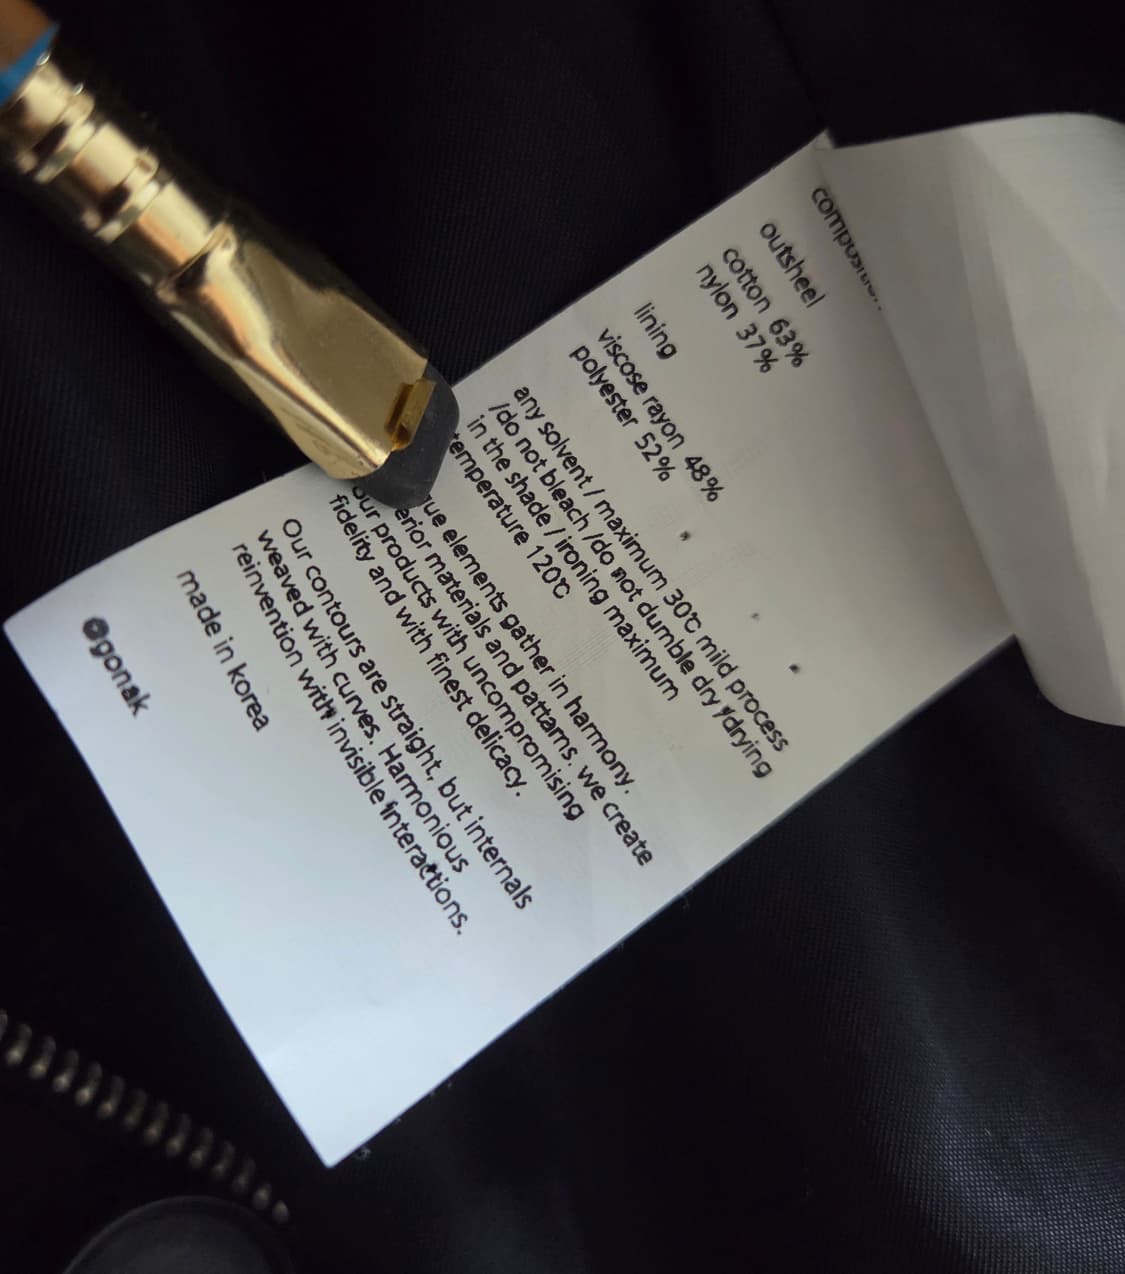 outsheel
cotton 63%
nylon 37%
lining
viscose rayon 48%
polyester 52%
any solvent / maximum 30℃ mild process
/do not bleach /do not dumble dry /drying
in the shade / ironing maximum
temperature 120℃
elements gather in harmony.
materials and pattarns. we create
our products with uncompromising
fidelity and with finest delicacy.
Our contours are straight, but internals
weaved with curves. Harmonious
reinvention with invisible interactions.
made in korea
@gonak